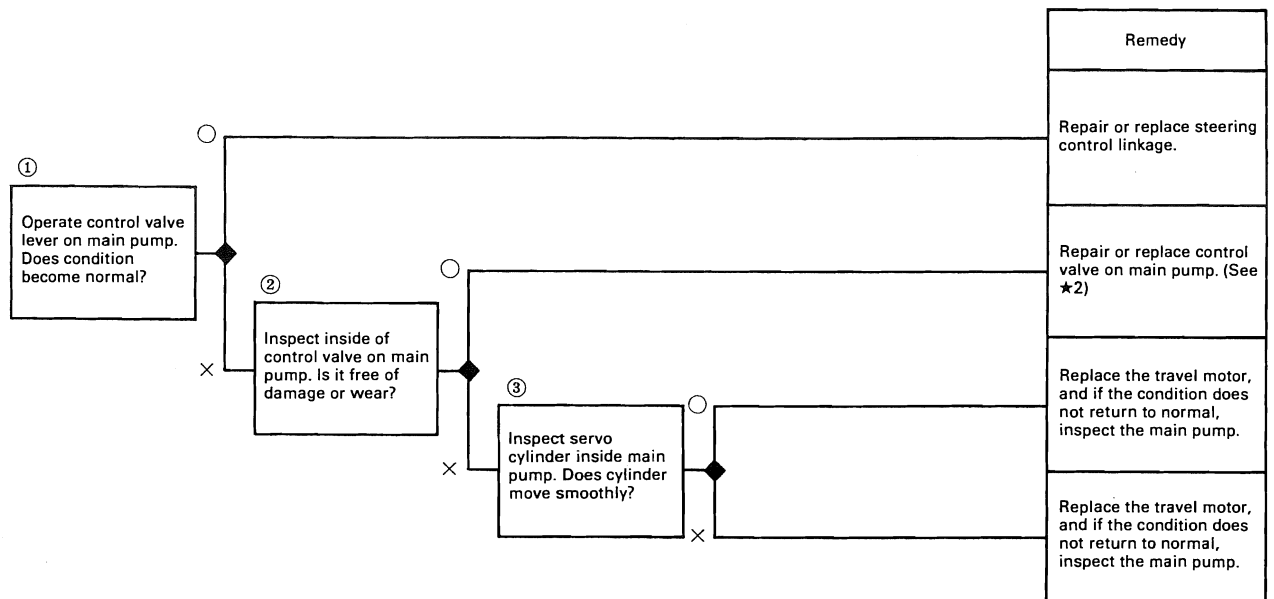 Remedy
○
Repair or replace steering
control linkage.
①
Operate control valve
lever on main pump.
Does condition
become normal?
○
Repair or replace control
valve on main pump. (See
★2)
②
×
Inspect inside of
control valve on main
pump. Is it free of
damage or wear?
③
○
Replace the travel motor,
and if the condition does
not return to normal,
inspect the main pump.
×
Inspect servo
cylinder inside main
pump. Does cylinder
move smoothly?
×
Replace the travel motor,
and if the condition does
not return to normal,
inspect the main pump.